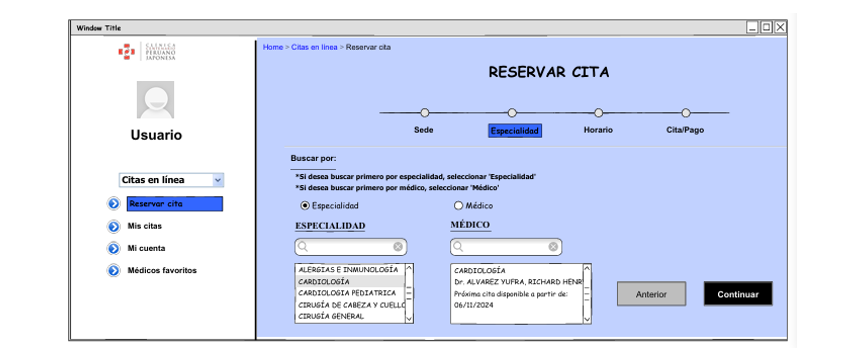 Window Title
CLÍNICA
CENTENARIO
PERUANO
JAPONESA
Usuario
Citas en línea
Reservar cita
Mis citas
Mi cuenta
Médicos favoritos
Home > Citas en línea > Reservar cita
RESERVAR CITA
Sede
Especialidad
Horario
Cita/Pago
Buscar por:
*Si desea buscar primero por especialidad, seleccionar 'Especialidad'
*Si desea buscar primero por médico, seleccionar 'Médico'
Especialidad
Médico
ESPECIALIDAD
MÉDICO
ALERGIAS E INMUNOLOGÍA
CARDIOLOGÍA
CARDIOLOGIA PEDIATRICA
CIRUGÍA DE CABEZA Y CUELLO
CIRUGÍA GENERAL
CARDIOLOGÍA
Dr. ALVAREZ YUFRA, RICHARD HENR
Próxima cita disponible a partir de:
06/11/2024
Anterior
Continuar